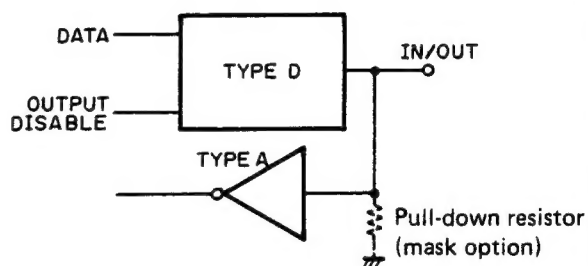 DATA
TYPE D
IN/OUT
OUTPUT
DISABLE
TYPE A
Pull-down resistor
(mask option)